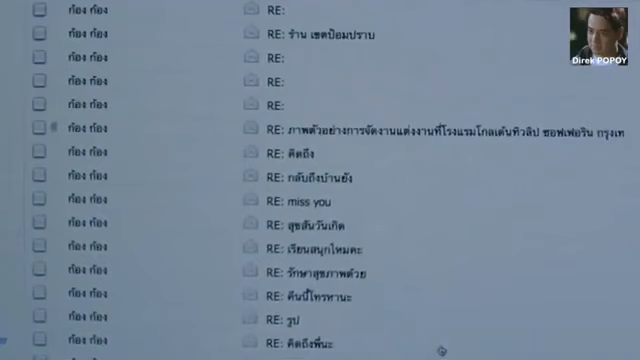 ก้อง ก้อง RE:
ก้อง ก้อง RE: ร้าน เขตป้อมปราบ
ก้อง ก้อง RE:
ก้อง ก้อง RE:
ก้อง ก้อง RE:
ก้อง ก้อง RE: ภาพตัวอย่างการจัดงานแต่งงานที่โรงแรมโกลเด้นทิวลิป ซอฟเฟอริน กรุงเท
ก้อง ก้อง RE: คิดถึง
ก้อง ก้อง RE: กลับถึงบ้านยัง
ก้อง ก้อง RE: miss you
ก้อง ก้อง RE: สุขสันวันเกิด
ก้อง ก้อง RE: เรียนสนุกไหมคะ
ก้อง ก้อง RE: รักษาสุขภาพด้วย
ก้อง ก้อง RE: คืนนี้โทรหานะ
ก้อง ก้อง RE: รูป
ก้อง ก้อง RE: คิดถึงพี่นะ
Direk POPOY